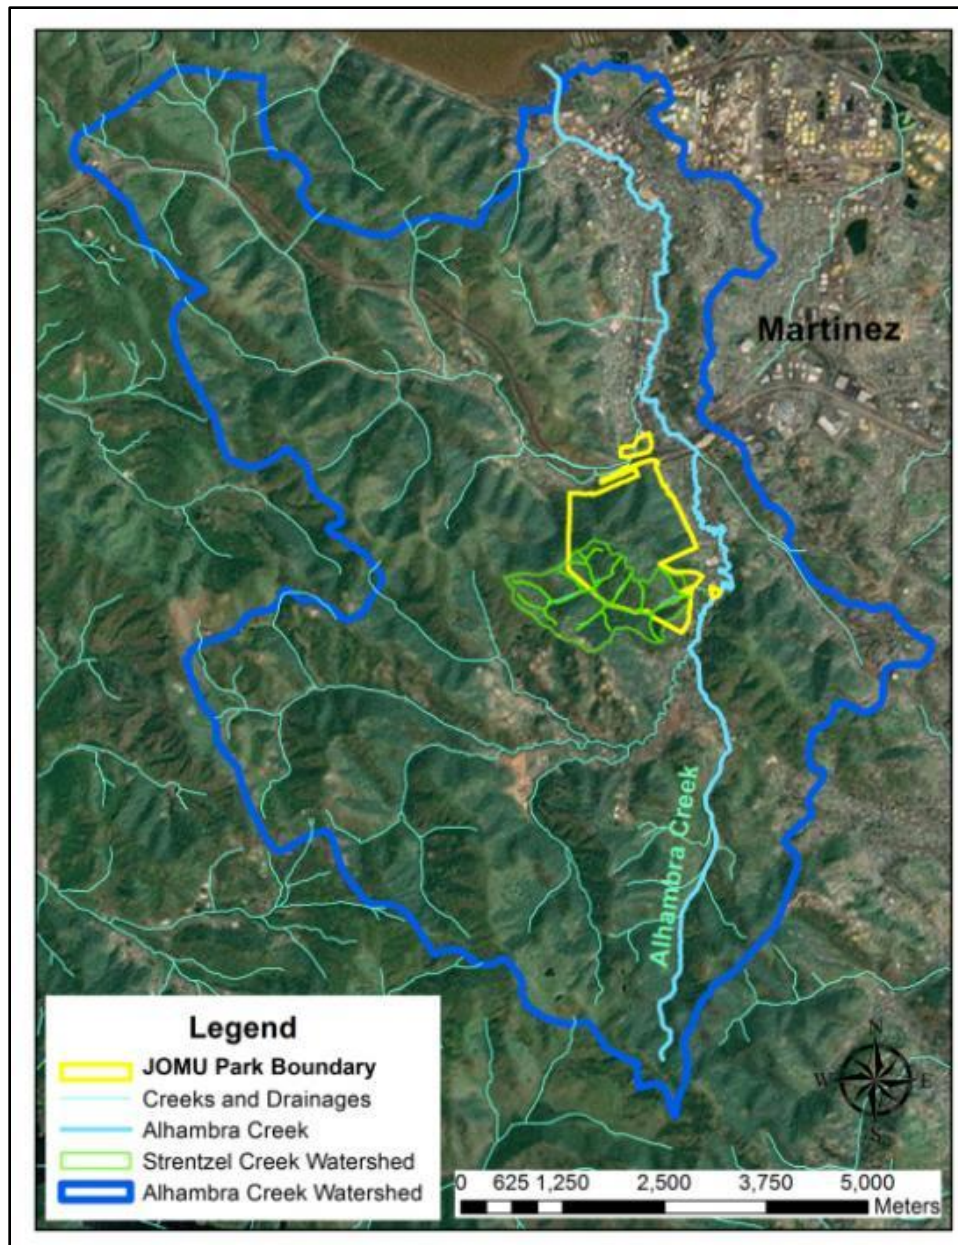 Martinez
Alhambra Creek
Legend
JOMU Park Boundary
Creeks and Drainages
Alhambra Creek
Strentzel Creek Watershed
Alhambra Creek Watershed
N
W E
S
0 625 1,250 2,500 3,750 5,000
Meters